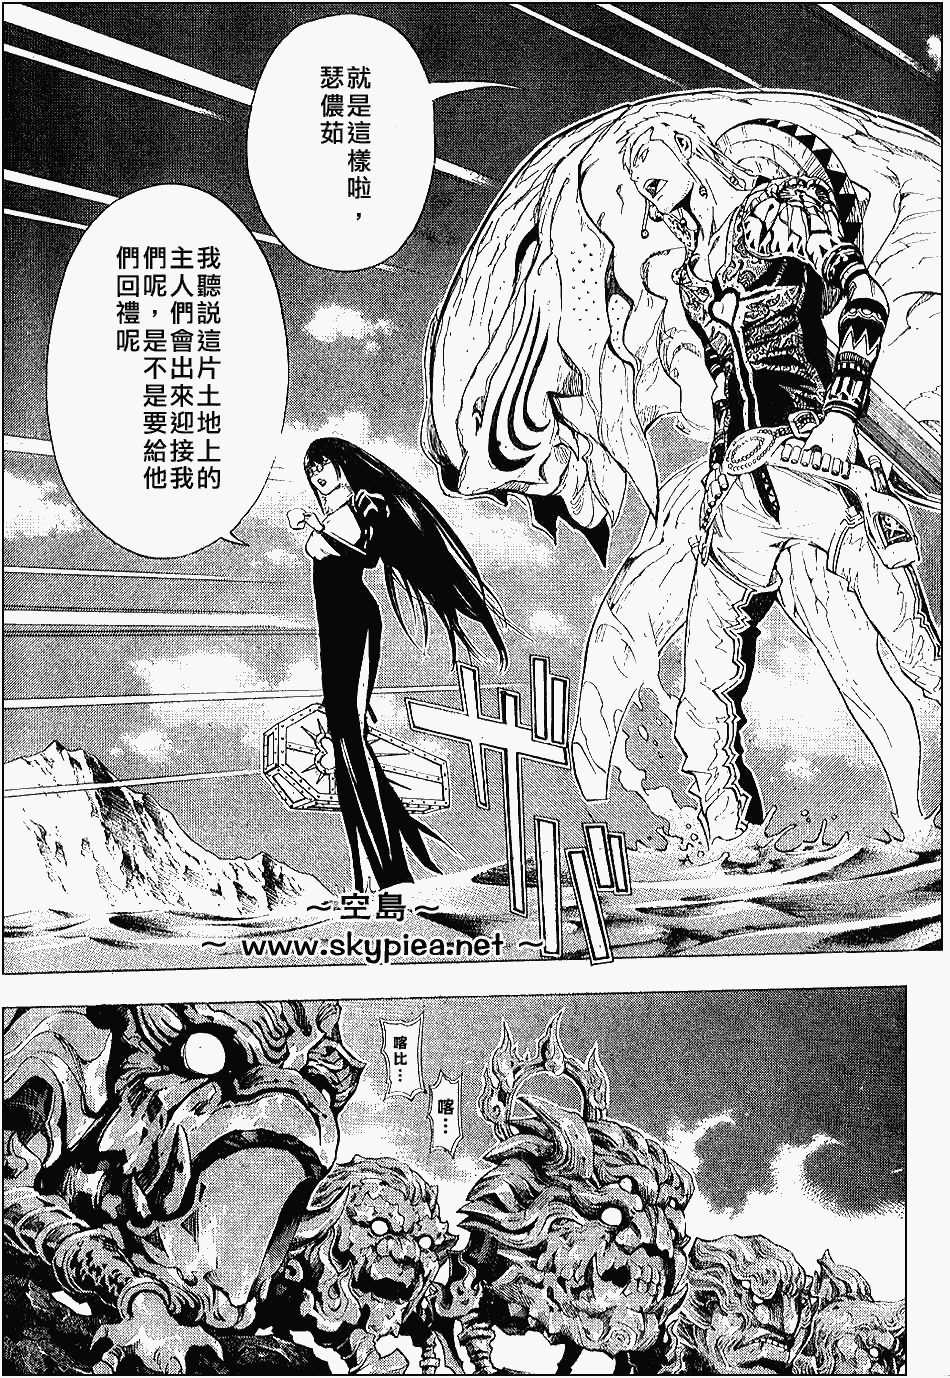 就是這樣啦，
瑟儂茹
我聽說這片土地上的
主人們會出來迎接我
們呢，是不是要給他
們回禮呢
ザッ
～空島～
～ www.skypiea.net ～
喀比…
喀…